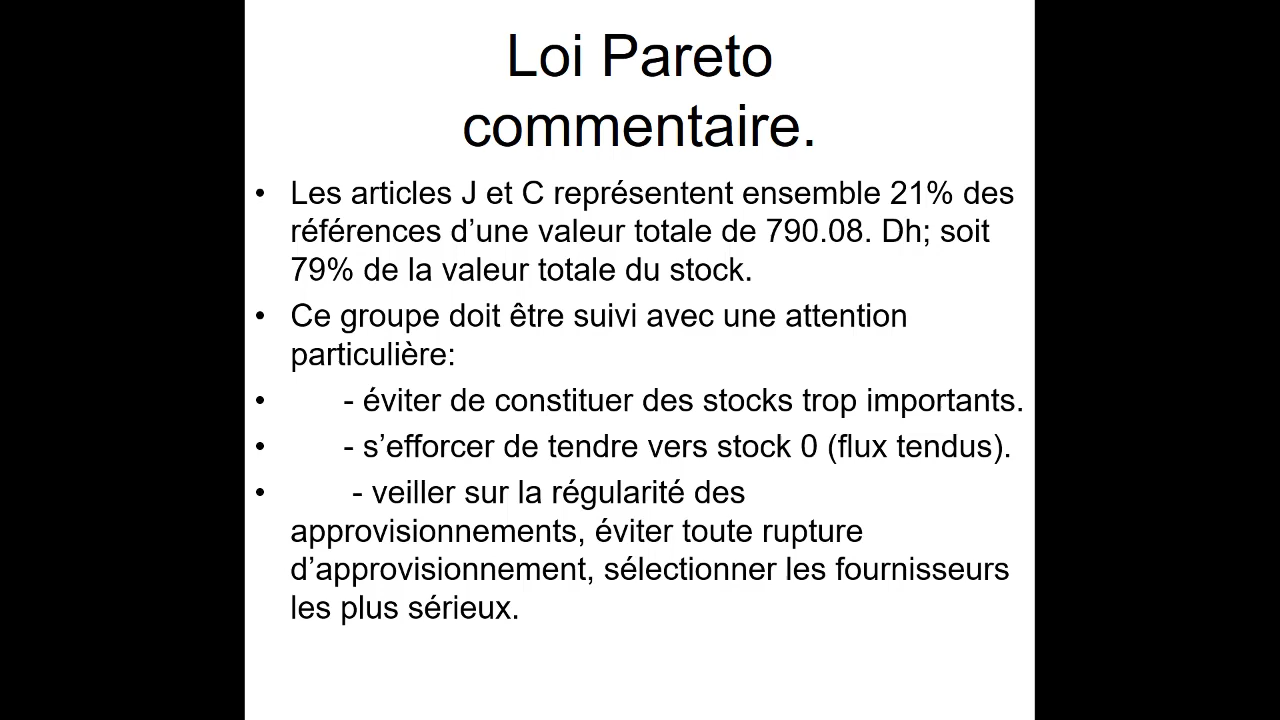 Loi Pareto
commentaire.
• Les articles J et C représentent ensemble 21% des
références d’une valeur totale de 790.08. Dh; soit
79% de la valeur totale du stock.
• Ce groupe doit être suivi avec une attention
particulière:
• - éviter de constituer des stocks trop importants.
• - s’efforcer de tendre vers stock 0 (flux tendus).
• - veiller sur la régularité des
approvisionnements, éviter toute rupture
d’approvisionnement, sélectionner les fournisseurs
les plus sérieux.